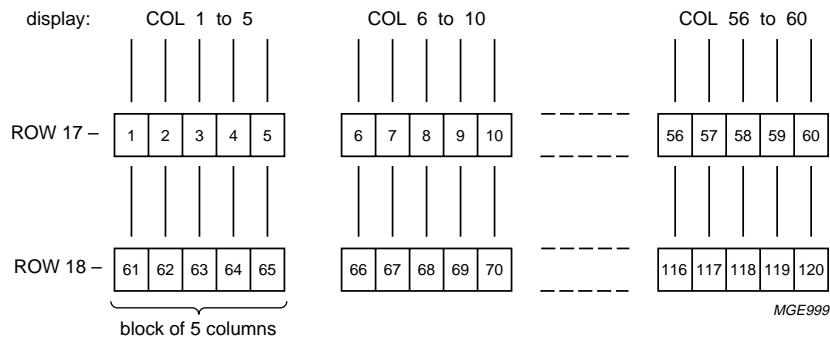 display: COL 1 to 5 COL 6 to 10 COL 56 to 60
ROW 17 – 1 2 3 4 5 6 7 8 9 10 56 57 58 59 60
ROW 18 – 61 62 63 64 65 66 67 68 69 70 116 117 118 119 120
MGE999
block of 5 columns